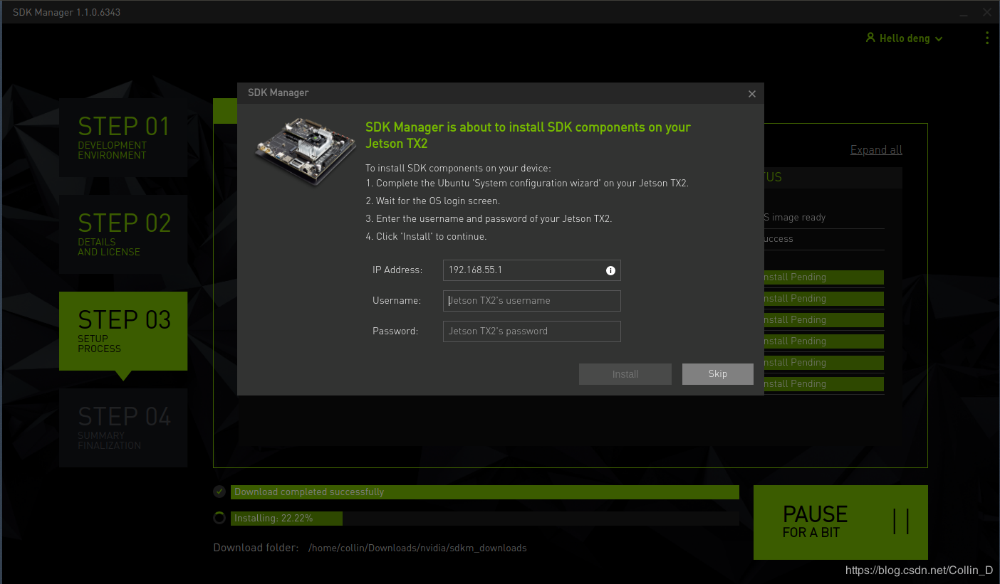 SDK Manager 1.1.0.6343
Hello deng
SDK Manager
STEP 01
DEVELOPMENT
ENVIRONMENT
STEP 02
DETAILS
AND LICENSE
STEP 03
SETUP
PROCESS
STEP 04
SUMMARY
FINALIZATION
SDK Manager is about to install SDK components on your
Jetson TX2
To install SDK components on your device:
1. Complete the Ubuntu 'System configuration wizard' on your Jetson TX2.
2. Wait for the OS login screen.
3. Enter the username and password of your Jetson TX2.
4. Click 'Install' to continue.
IP Address: 192.168.55.1
Username: Jetson TX2's username
Password: Jetson TX2's password
Install Skip
Expand all
TUS
S image ready
uccess
nstall Pending
nstall Pending
nstall Pending
nstall Pending
nstall Pending
nstall Pending
Download completed successfully
Installing: 22.22%
Download folder: /home/collin/Downloads/nvidia/sdkm_downloads
PAUSE
FOR A BIT
https://blog.csdn.net/Collin_D